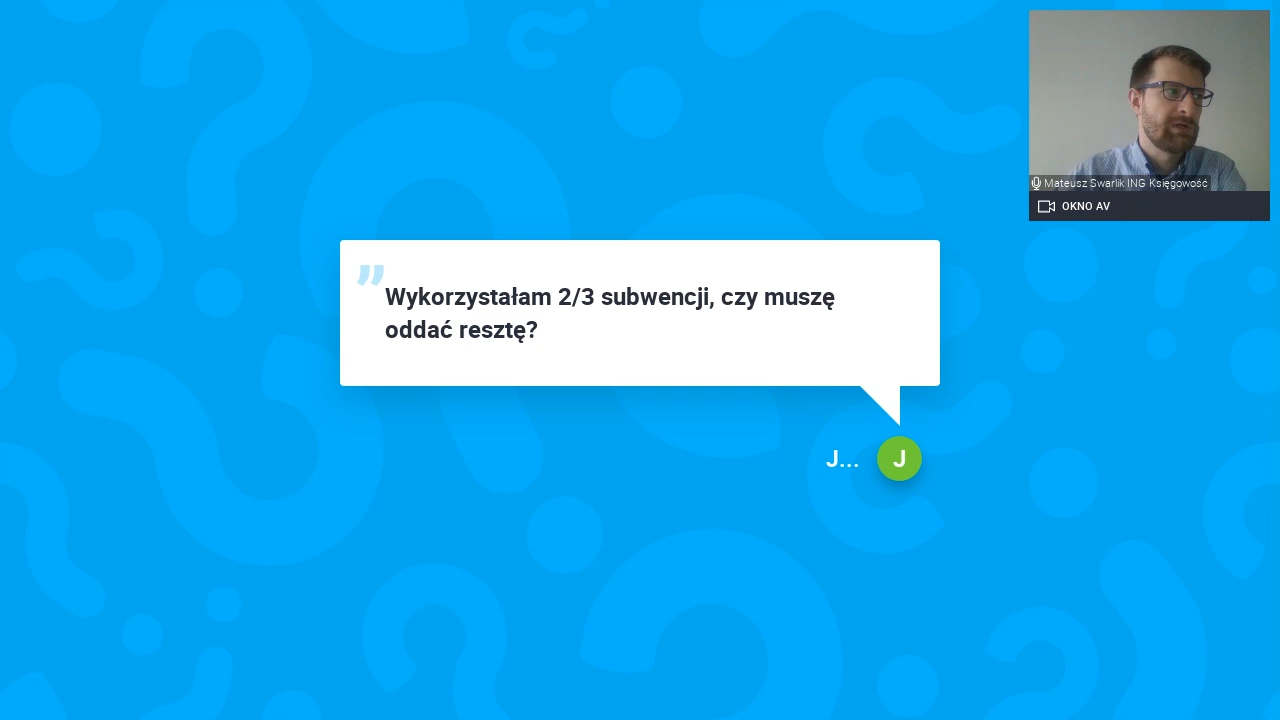 Mateusz Swarlik ING Księgowość
OKNO AV
”
Wykorzystałam 2/3 subwencji, czy muszę
oddać resztę?
J...
J